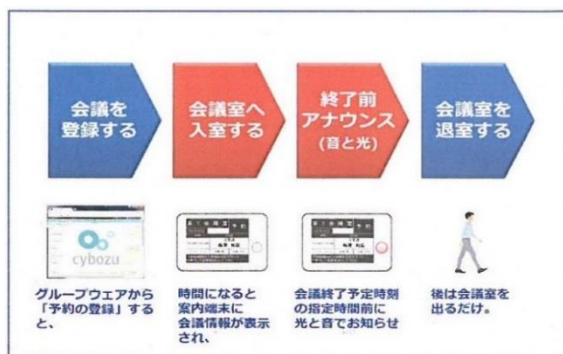 会議を
登録する
会議室へ
入室する
終了前
アナウンス
(音と光)
会議室を
退室する
cybozu
グループウェアから
「予約の登録」する
と、
時間になると
案内端末に
会議情報が表示
され、
会議終了予定時刻
の指定時間前に
光と音でお知らせ
後は会議室を
出るだけ。